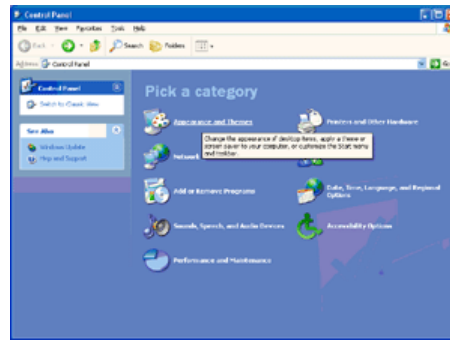 Control Panel
File Edit View Favorites Tools Help
Back Search Folders
Address Control Panel Go
Control Panel
Switch to Classic View
See Also
Windows Update
Help and Support
Pick a category
Appearance and Themes
Printers and Other Hardware
Change the appearance of desktop items, apply a theme or
screen saver to your computer, or customize the Start menu
and taskbar.
Network
Add or Remove Programs
Date, Time, Language, and Regional
Options
Sounds, Speech, and Audio Devices
Accessibility Options
Performance and Maintenance